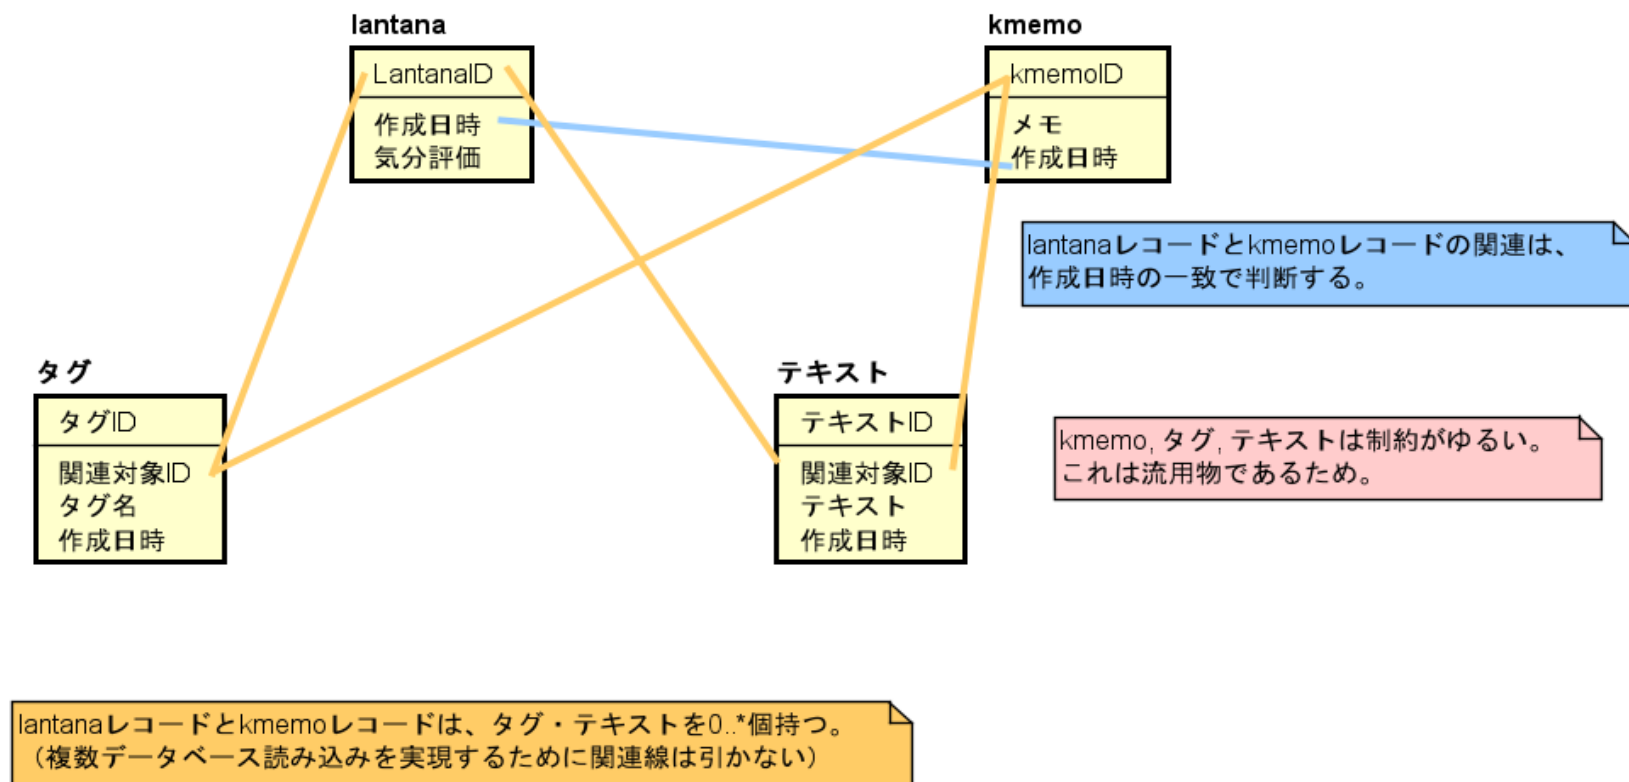 lantana
LantanaID
作成日時
気分評価
kmemo
kmemoID
メモ
作成日時
lantanaレコードとkmemoレコードの関連は、
作成日時の一致で判断する。
タグ
タグID
関連対象ID
タグ名
作成日時
テキスト
テキストID
関連対象ID
テキスト
作成日時
kmemo, タグ, テキストは制約がゆるい。
これは流用物であるため。
lantanaレコードとkmemoレコードは、タグ・テキストを0..*個持つ。
（複数データベース読み込みを実現するために関連線は引かない）